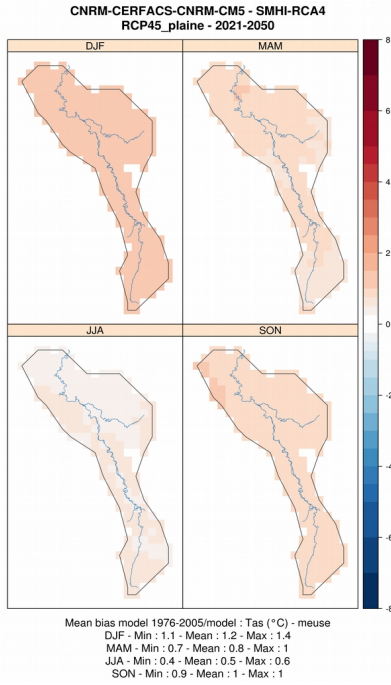 CNRM-CERFACS-CNRM-CM5 - SMHI-RCA4
RCP45_plaine - 2021-2050
DJF
MAM
JJA
SON
8
6
4
2
0
-2
-4
-6
-8
Mean bias model 1976-2005/model : Tas (°C) - meuse
DJF - Min : 1.1 - Mean : 1.2 - Max : 1.4
MAM - Min : 0.7 - Mean : 0.8 - Max : 1
JJA - Min : 0.4 - Mean : 0.5 - Max : 0.6
SON - Min : 0.9 - Mean : 1 - Max : 1